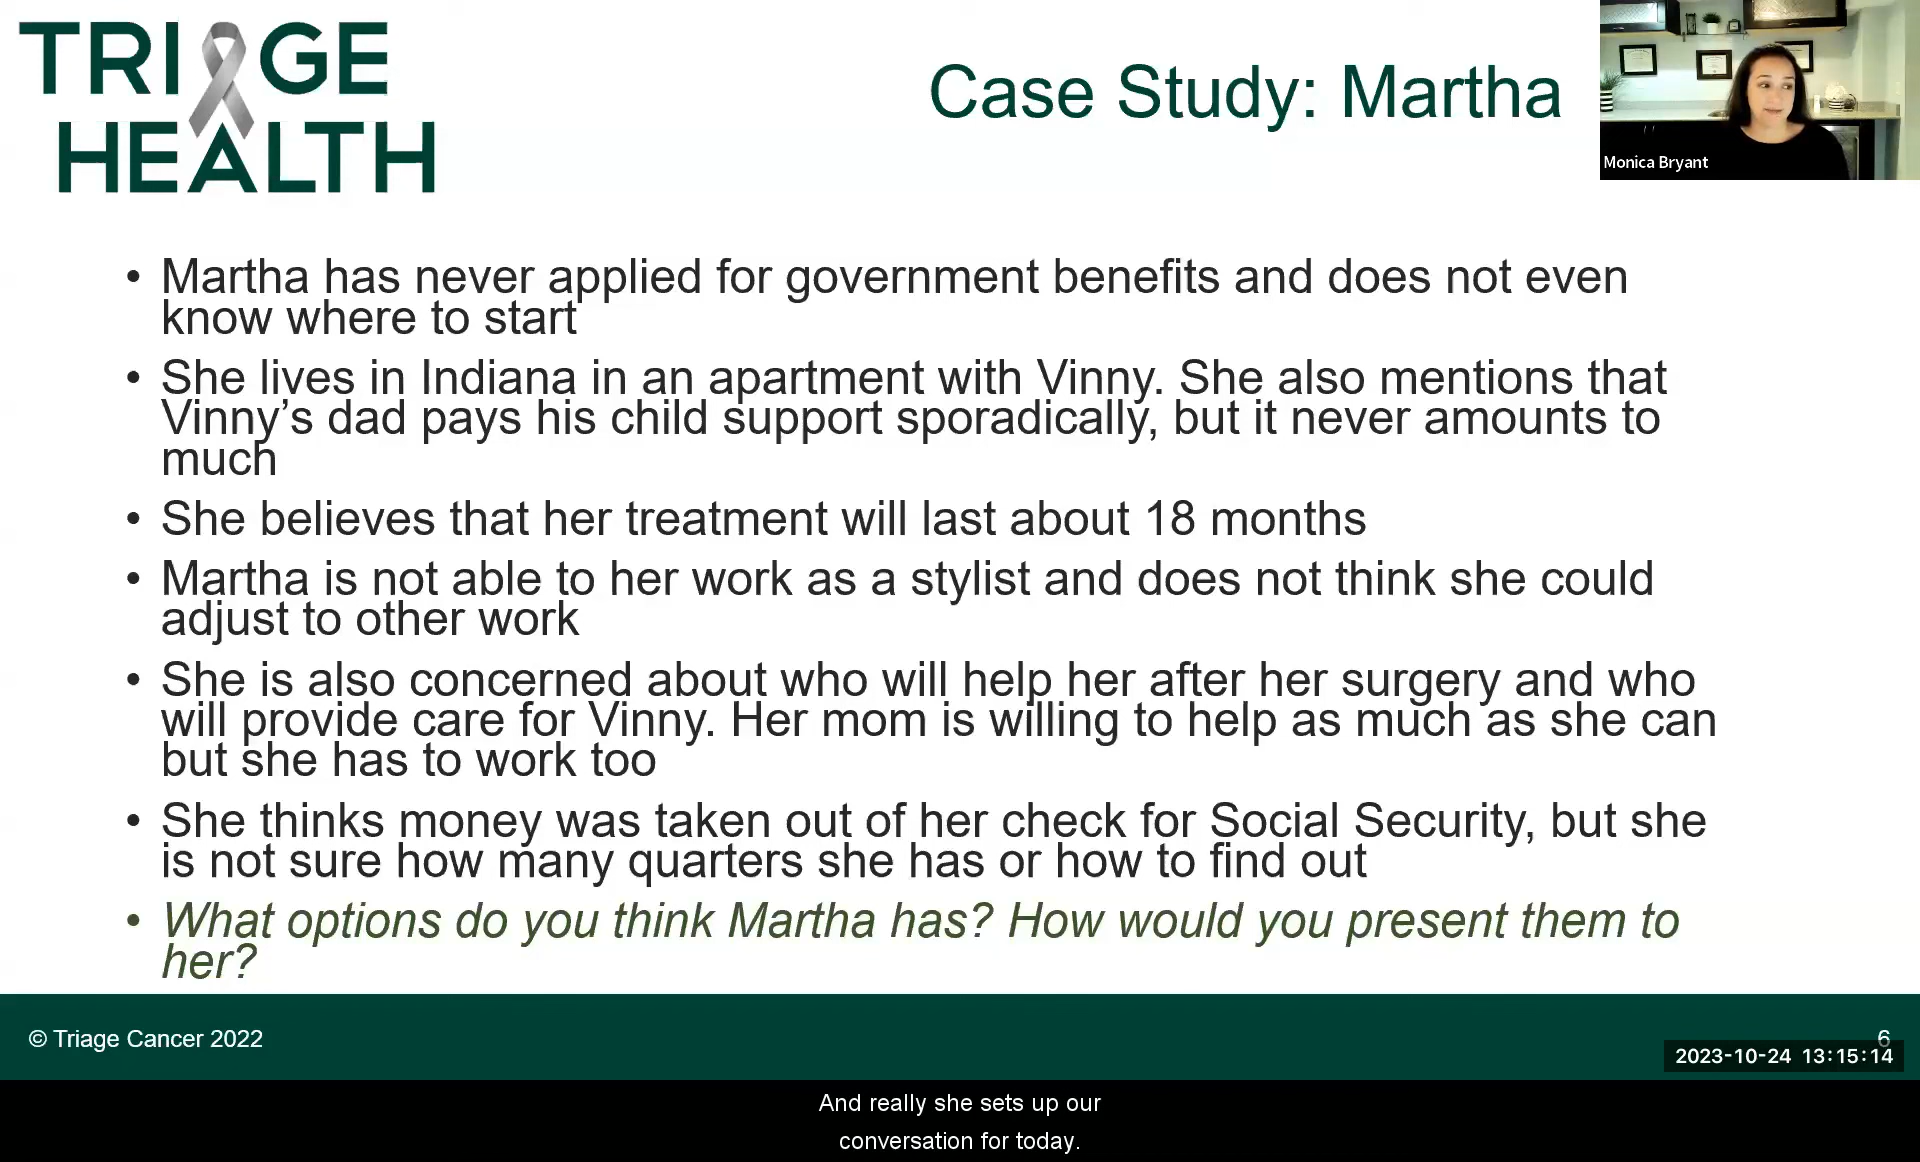 TRIAGE
HEALTH
Case Study: Martha
Monica Bryant
• Martha has never applied for government benefits and does not even
know where to start
• She lives in Indiana in an apartment with Vinny. She also mentions that
Vinny’s dad pays his child support sporadically, but it never amounts to
much
• She believes that her treatment will last about 18 months
• Martha is not able to her work as a stylist and does not think she could
adjust to other work
• She is also concerned about who will help her after her surgery and who
will provide care for Vinny. Her mom is willing to help as much as she can
but she has to work too
• She thinks money was taken out of her check for Social Security, but she
is not sure how many quarters she has or how to find out
• What options do you think Martha has? How would you present them to
her?
© Triage Cancer 2022
6
2023-10-24 13:15:14
And really she sets up our
conversation for today.